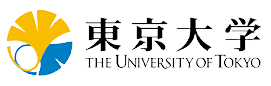 東京大学
THE UNIVERSITY OF TOKYO